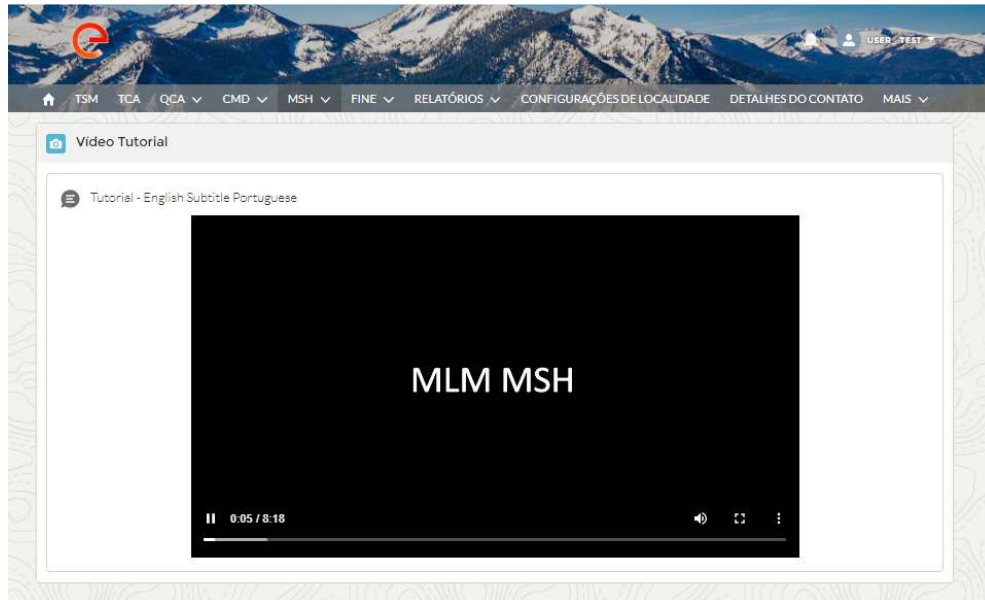 USER TEST
TSM TCA QCA CMD MSH FINE RELATÓRIOS CONFIGURAÇÕES DE LOCALIDADE DETALHES DO CONTATO MAIS
Vídeo Tutorial
Tutorial - English Subtitle Portuguese
MLM MSH
0:05 / 8:18